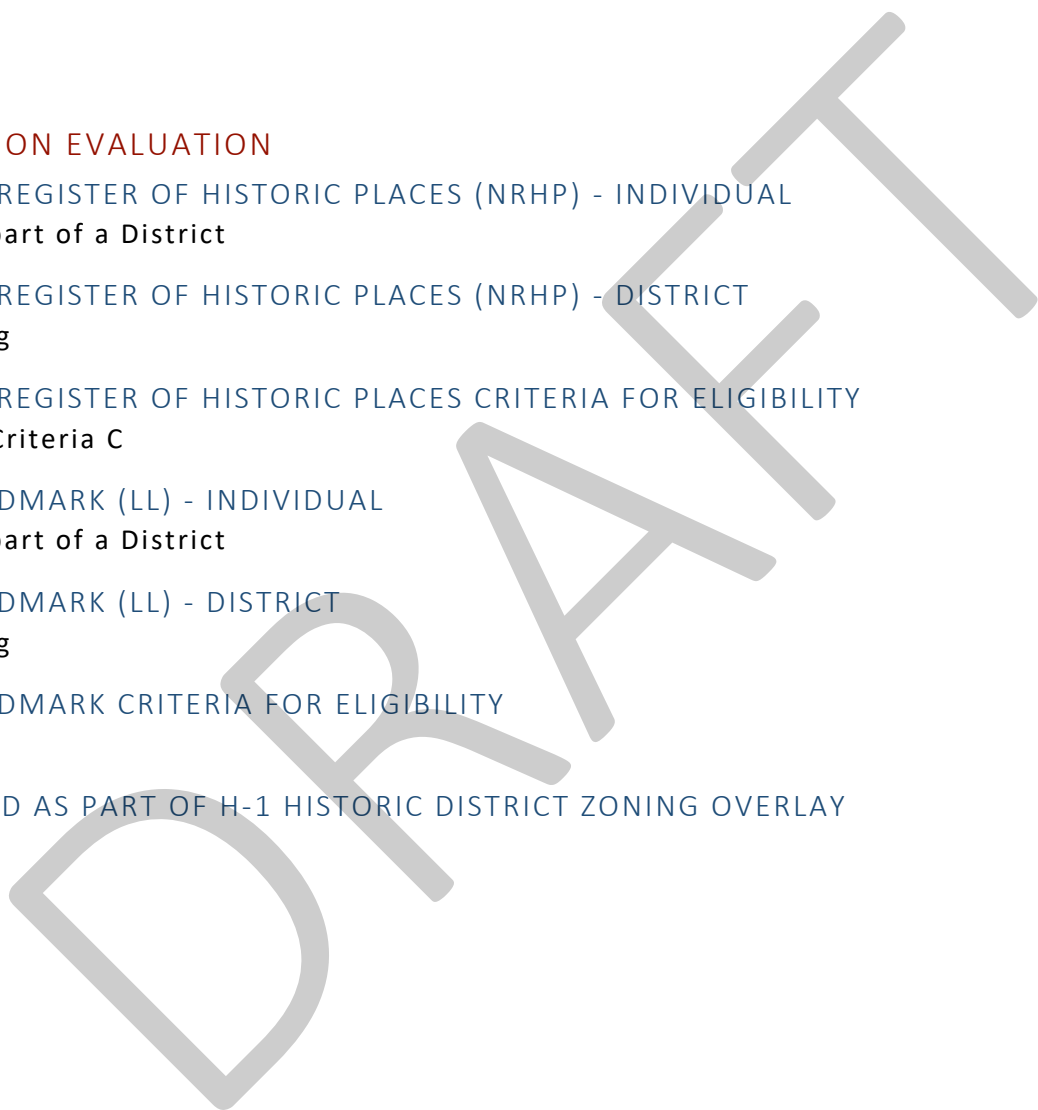 ON EVALUATION
REGISTER OF HISTORIC PLACES (NRHP) - INDIVIDUAL
part of a District
REGISTER OF HISTORIC PLACES (NRHP) - DISTRICT
g
REGISTER OF HISTORIC PLACES CRITERIA FOR ELIGIBILITY
Criteria C
DMARK (LL) - INDIVIDUAL
part of a District
DMARK (LL) - DISTRICT
g
DMARK CRITERIA FOR ELIGIBILITY
D AS PART OF H-1 HISTORIC DISTRICT ZONING OVERLAY
DRAFT